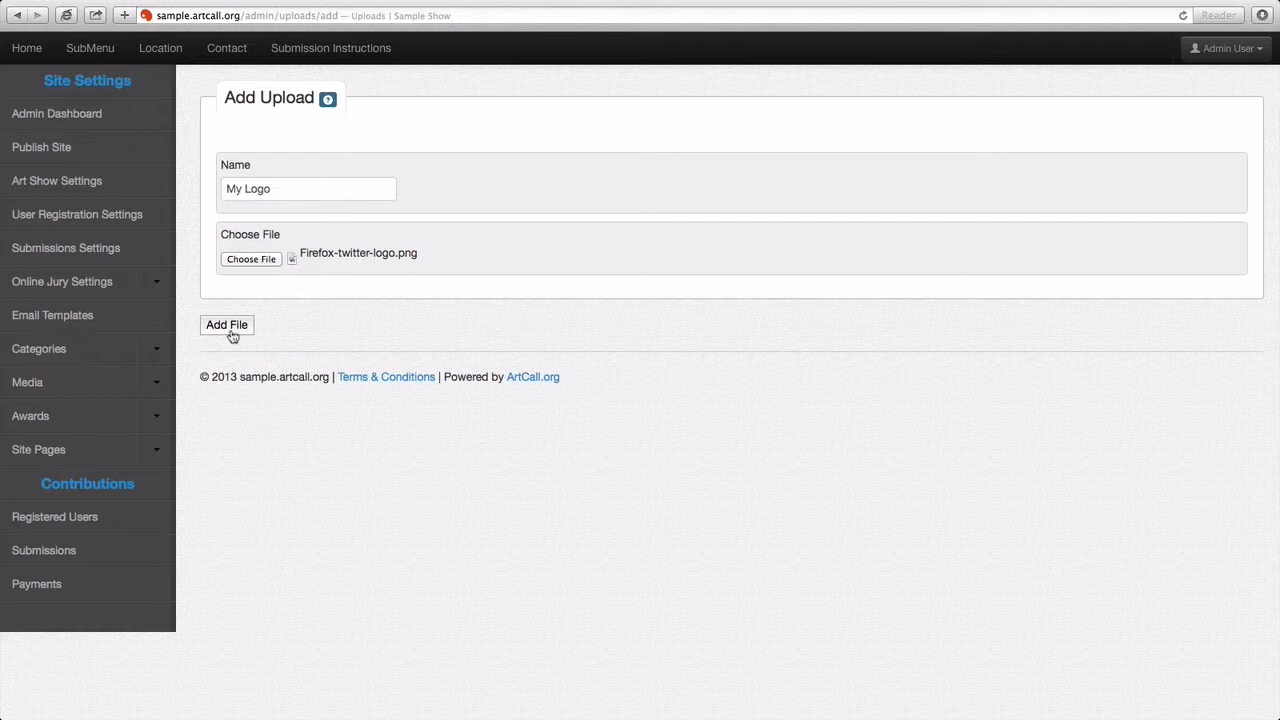 sample.artcall.org/admin/uploads/add — Uploads | Sample Show
Reader
Home SubMenu Location Contact Submission Instructions
Admin User
Site Settings
Admin Dashboard
Publish Site
Art Show Settings
User Registration Settings
Submissions Settings
Online Jury Settings
Email Templates
Categories
Media
Awards
Site Pages
Contributions
Registered Users
Submissions
Payments
Add Upload ?
Name
My Logo
Choose File
Choose File Firefox-twitter-logo.png
Add File
© 2013 sample.artcall.org | Terms & Conditions | Powered by ArtCall.org